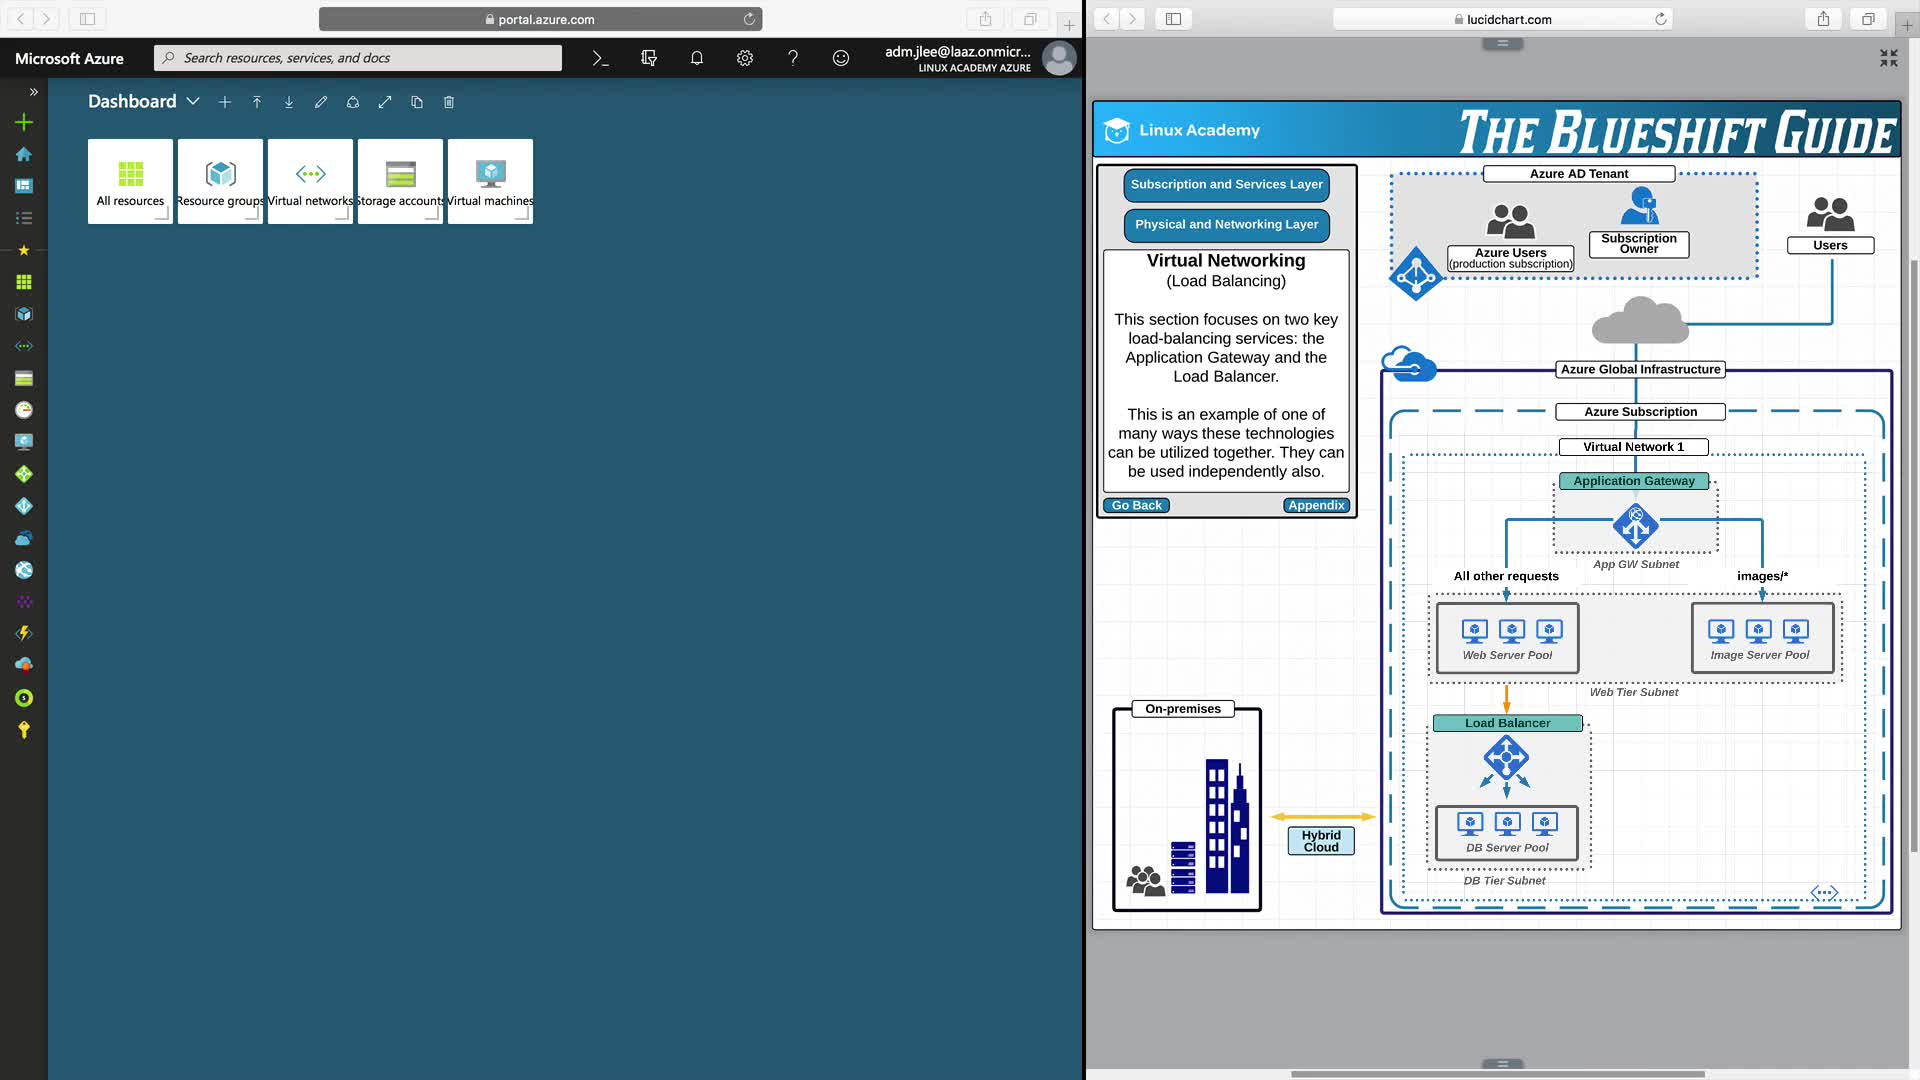 portal.azure.com
Microsoft Azure
Search resources, services, and docs
adm.jlee@laaz.onmicr...
LINUX ACADEMY AZURE
Dashboard
All resources
Resource groups
Virtual networks
Storage accounts
Virtual machines
lucidchart.com
Linux Academy
THE BLUESHIFT GUIDE
Subscription and Services Layer
Physical and Networking Layer
Virtual Networking
(Load Balancing)
This section focuses on two key
load-balancing services: the
Application Gateway and the
Load Balancer.
This is an example of one of
many ways these technologies
can be utilized together. They can
be used independently also.
Go Back
Appendix
Azure AD Tenant
Azure Users
(production subscription)
Subscription
Owner
Users
Azure Global Infrastructure
Azure Subscription
Virtual Network 1
Application Gateway
App GW Subnet
All other requests
images/*
Web Server Pool
Image Server Pool
Web Tier Subnet
Load Balancer
DB Server Pool
DB Tier Subnet
On-premises
Hybrid
Cloud